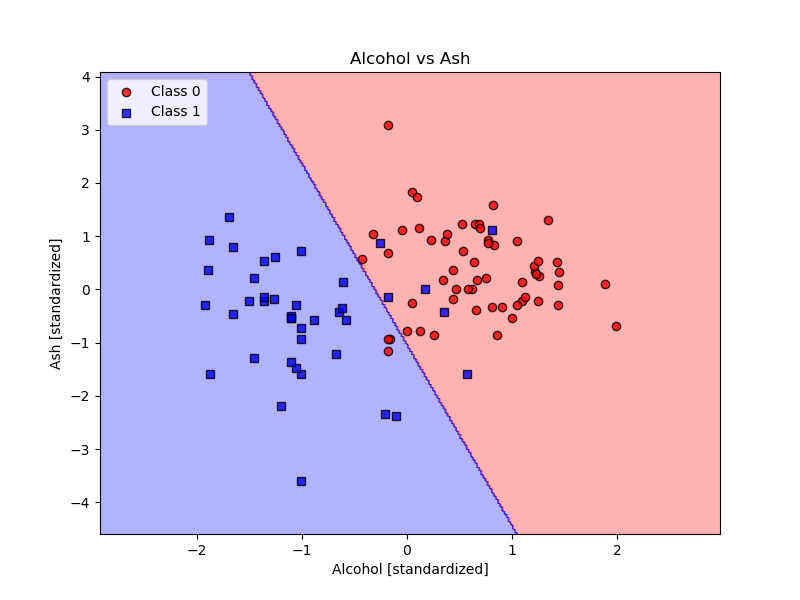 Alcohol vs Ash
Class 0
Class 1
4
3
2
1
0
−1
−2
−3
−4
Ash [standardized]
−2
−1
0
1
2
Alcohol [standardized]